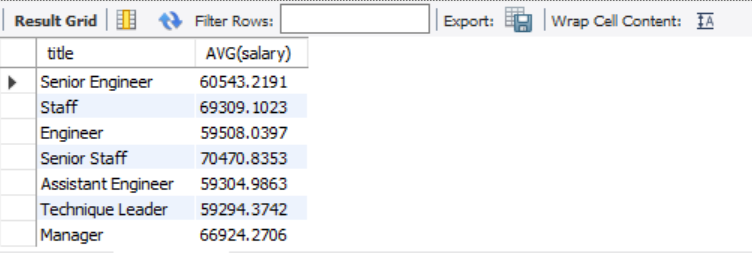 Result Grid Filter Rows: Export: Wrap Cell Content: IA
title AVG(salary)
Senior Engineer 60543.2191
Staff 69309.1023
Engineer 59508.0397
Senior Staff 70470.8353
Assistant Engineer 59304.9863
Technique Leader 59294.3742
Manager 66924.2706